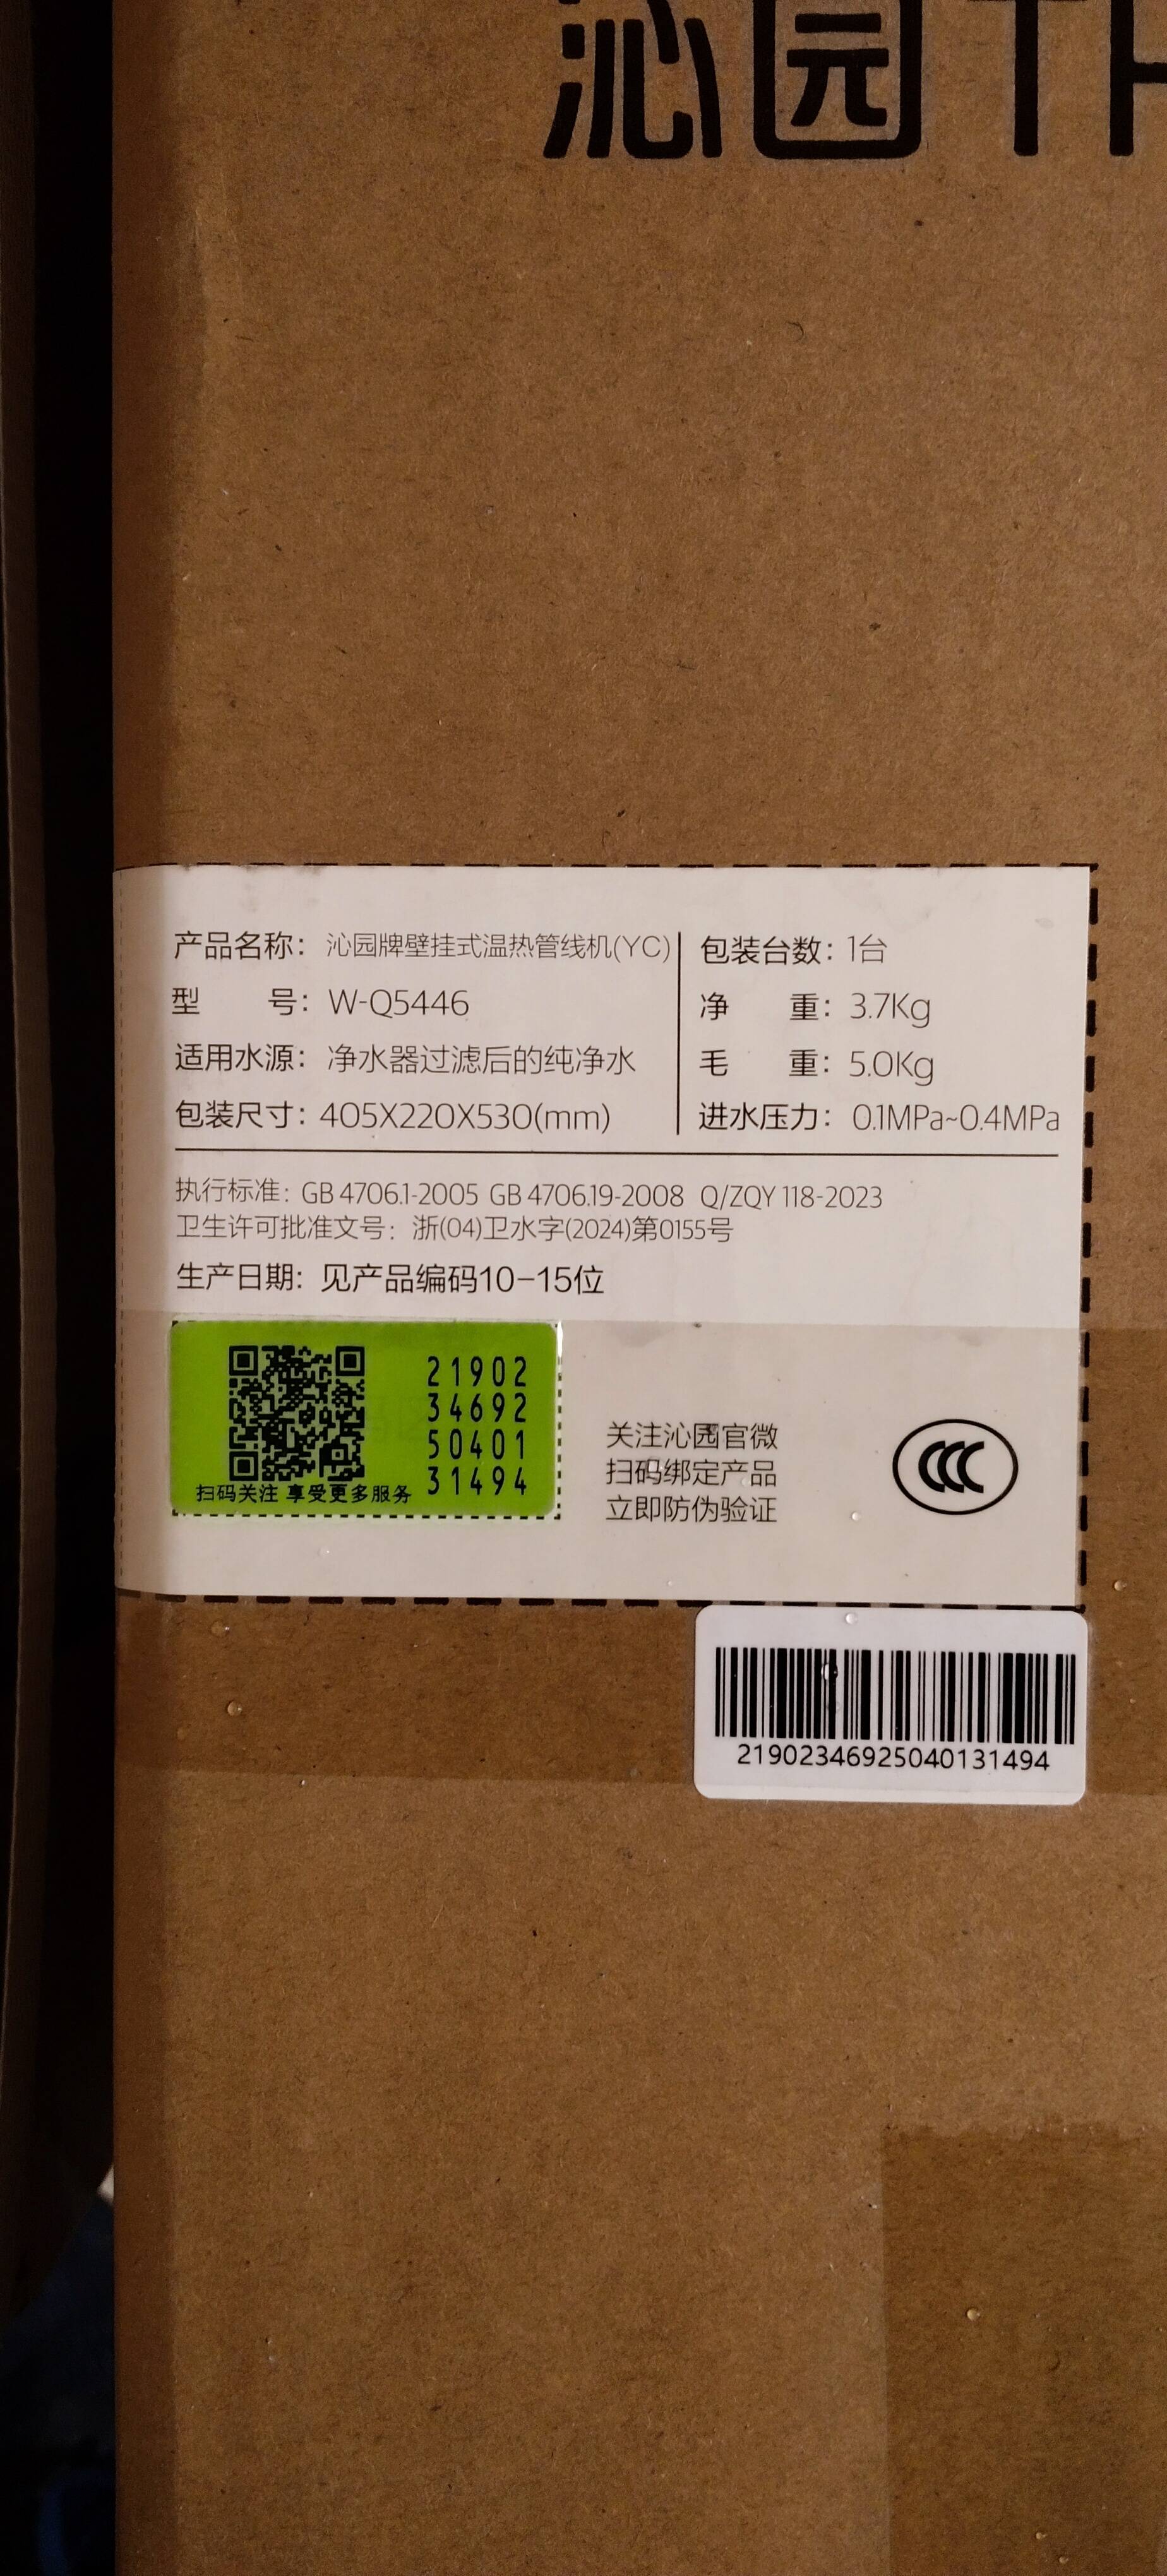 沁园
产品名称：沁园牌壁挂式温热管线机(YC)
型 号：W-Q5446
适用水源：净水器过滤后的纯净水
包装尺寸：405X220X530(mm)
包装台数：1台
净 重：3.7Kg
毛 重：5.0Kg
进水压力：0.1MPa~0.4MPa
执行标准：GB 4706.1-2005 GB 4706.19-2008 Q/ZQY 118-2023
卫生许可批准文号：浙(04)卫水字(2024)第0155号
生产日期：见产品编码10-15位
21902
34692
50401
31494
扫码关注 享受更多服务
关注沁园官微
扫码绑定产品
立即防伪验证
CCC
21902346925040131494